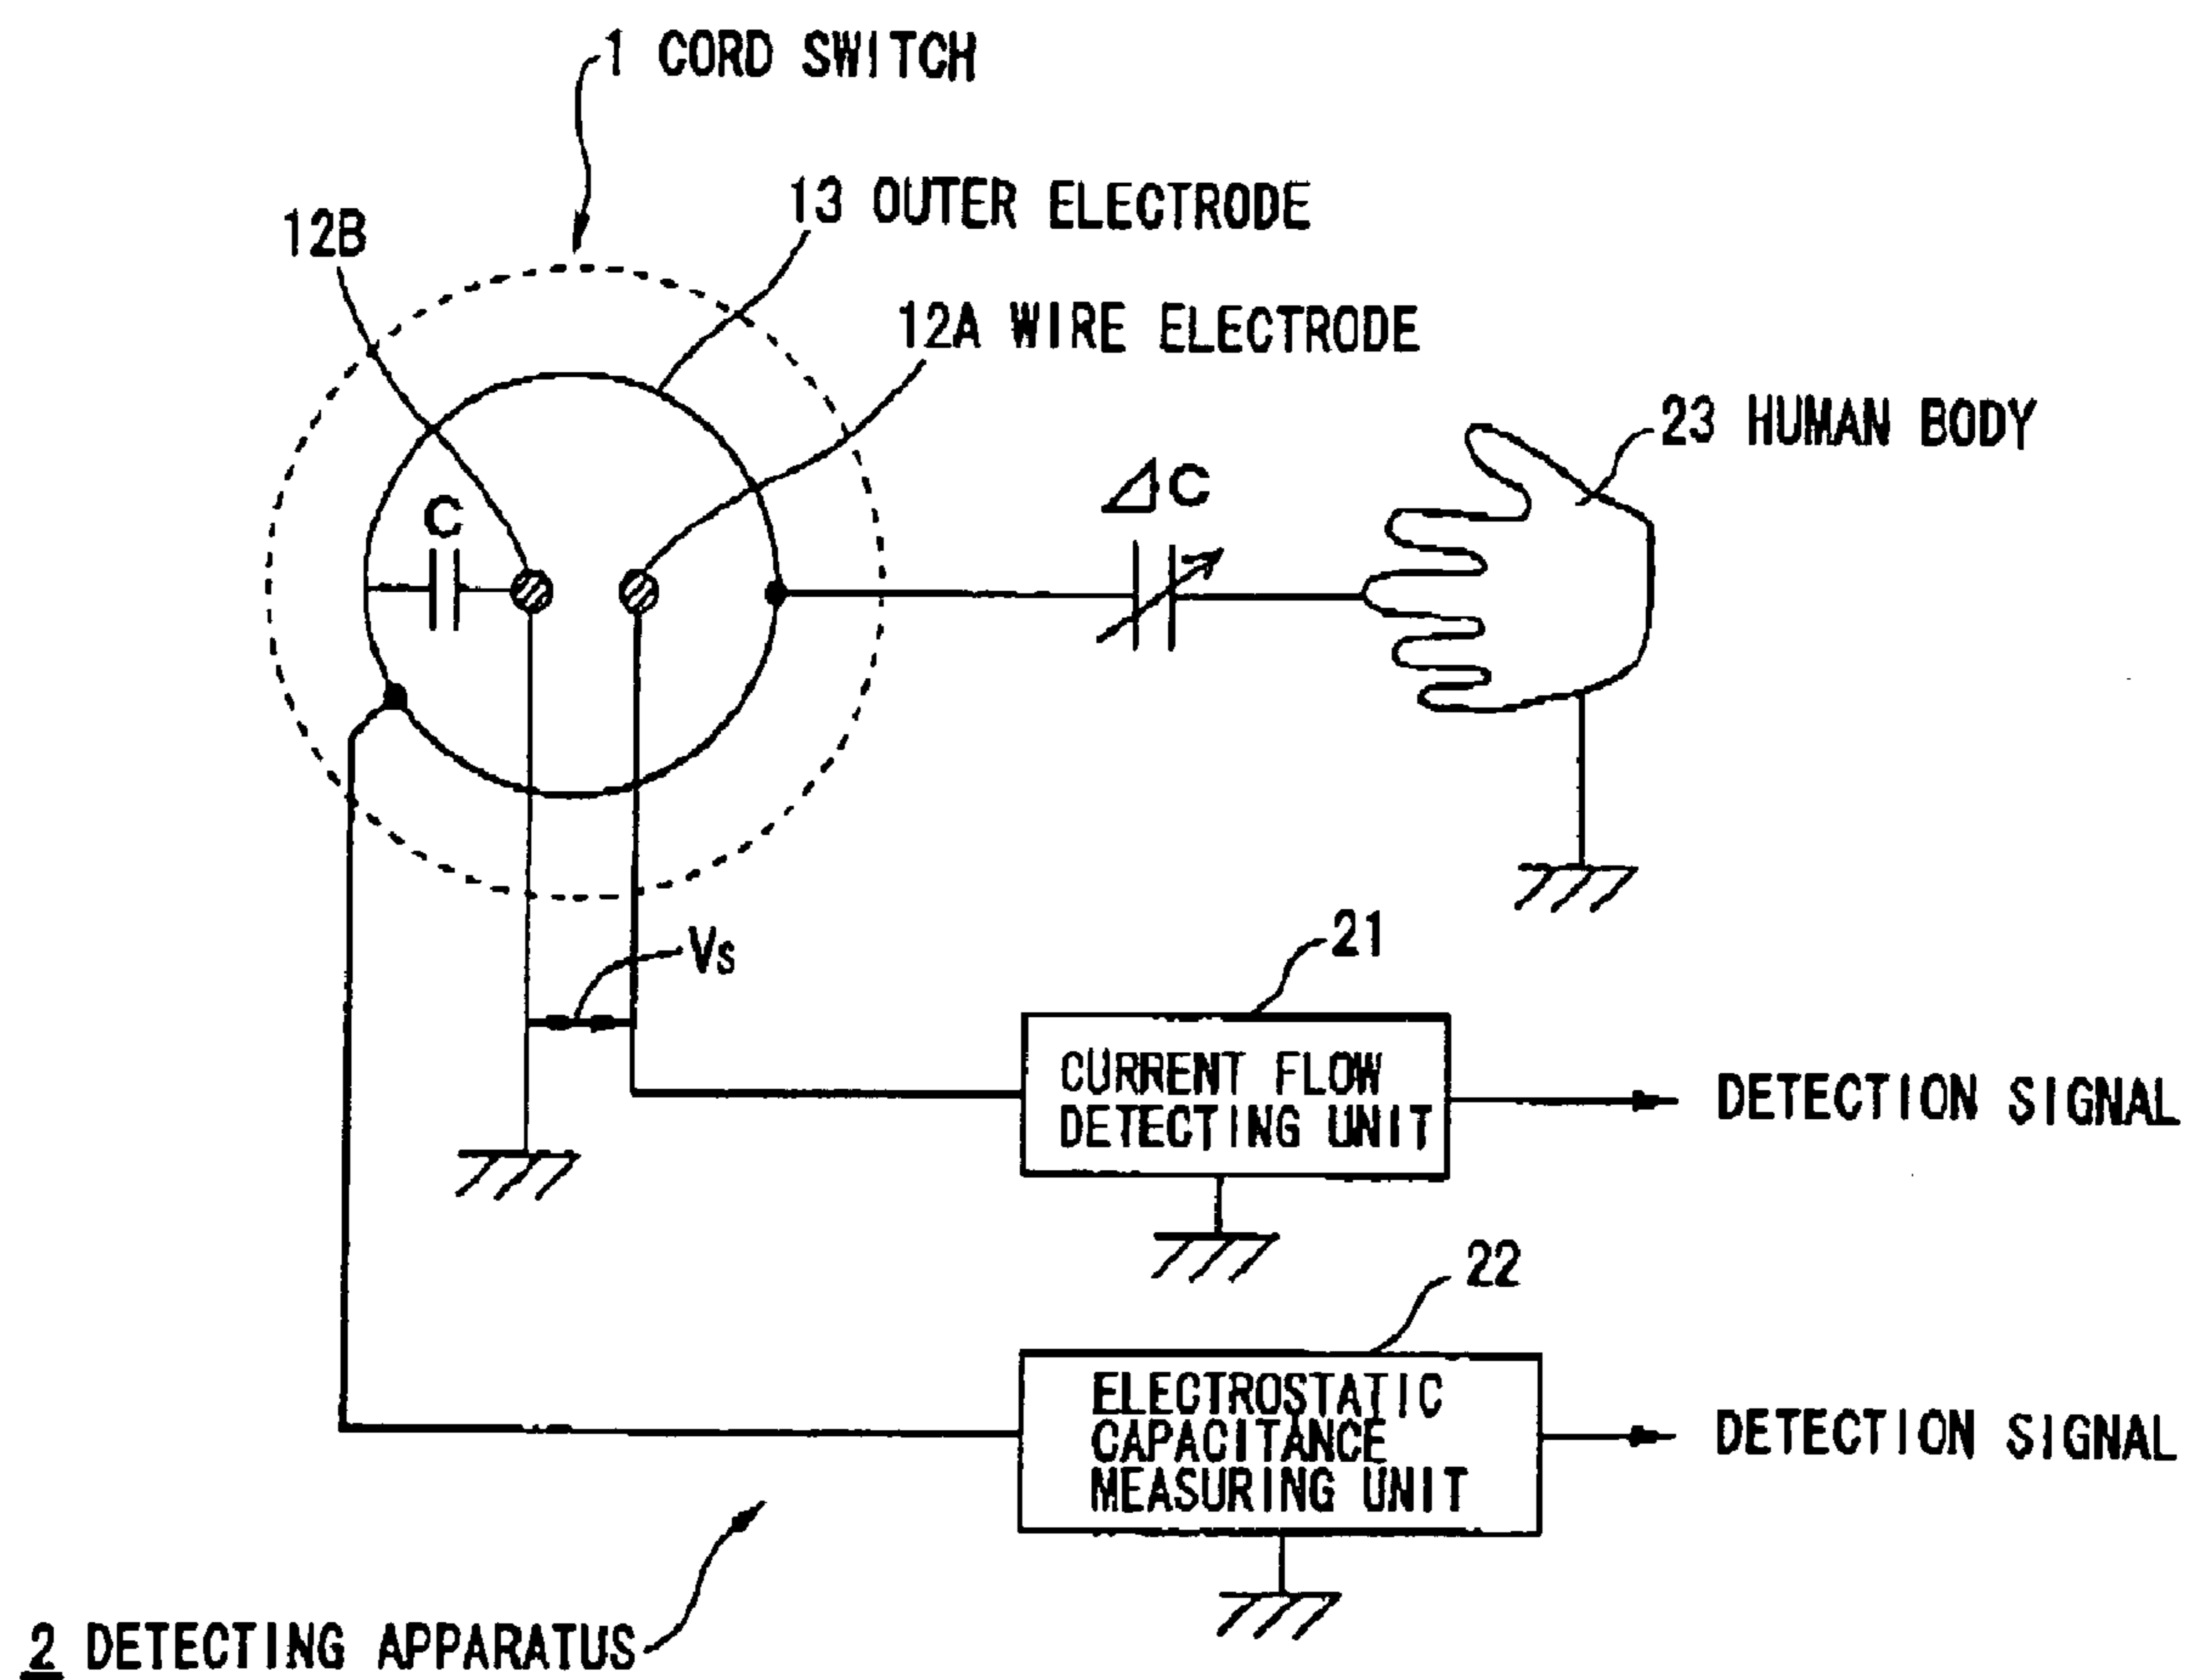 1 CORD SWITCH
13 OUTER ELECTRODE
12B
12A WIRE ELECTRODE
23 HUMAN BODY
C
ΔC
Vs
21
CURRENT FLOW
DETECTING UNIT
DETECTION SIGNAL
22
ELECTROSTATIC
CAPACITANCE
MEASURING UNIT
DETECTION SIGNAL
2 DETECTING APPARATUS